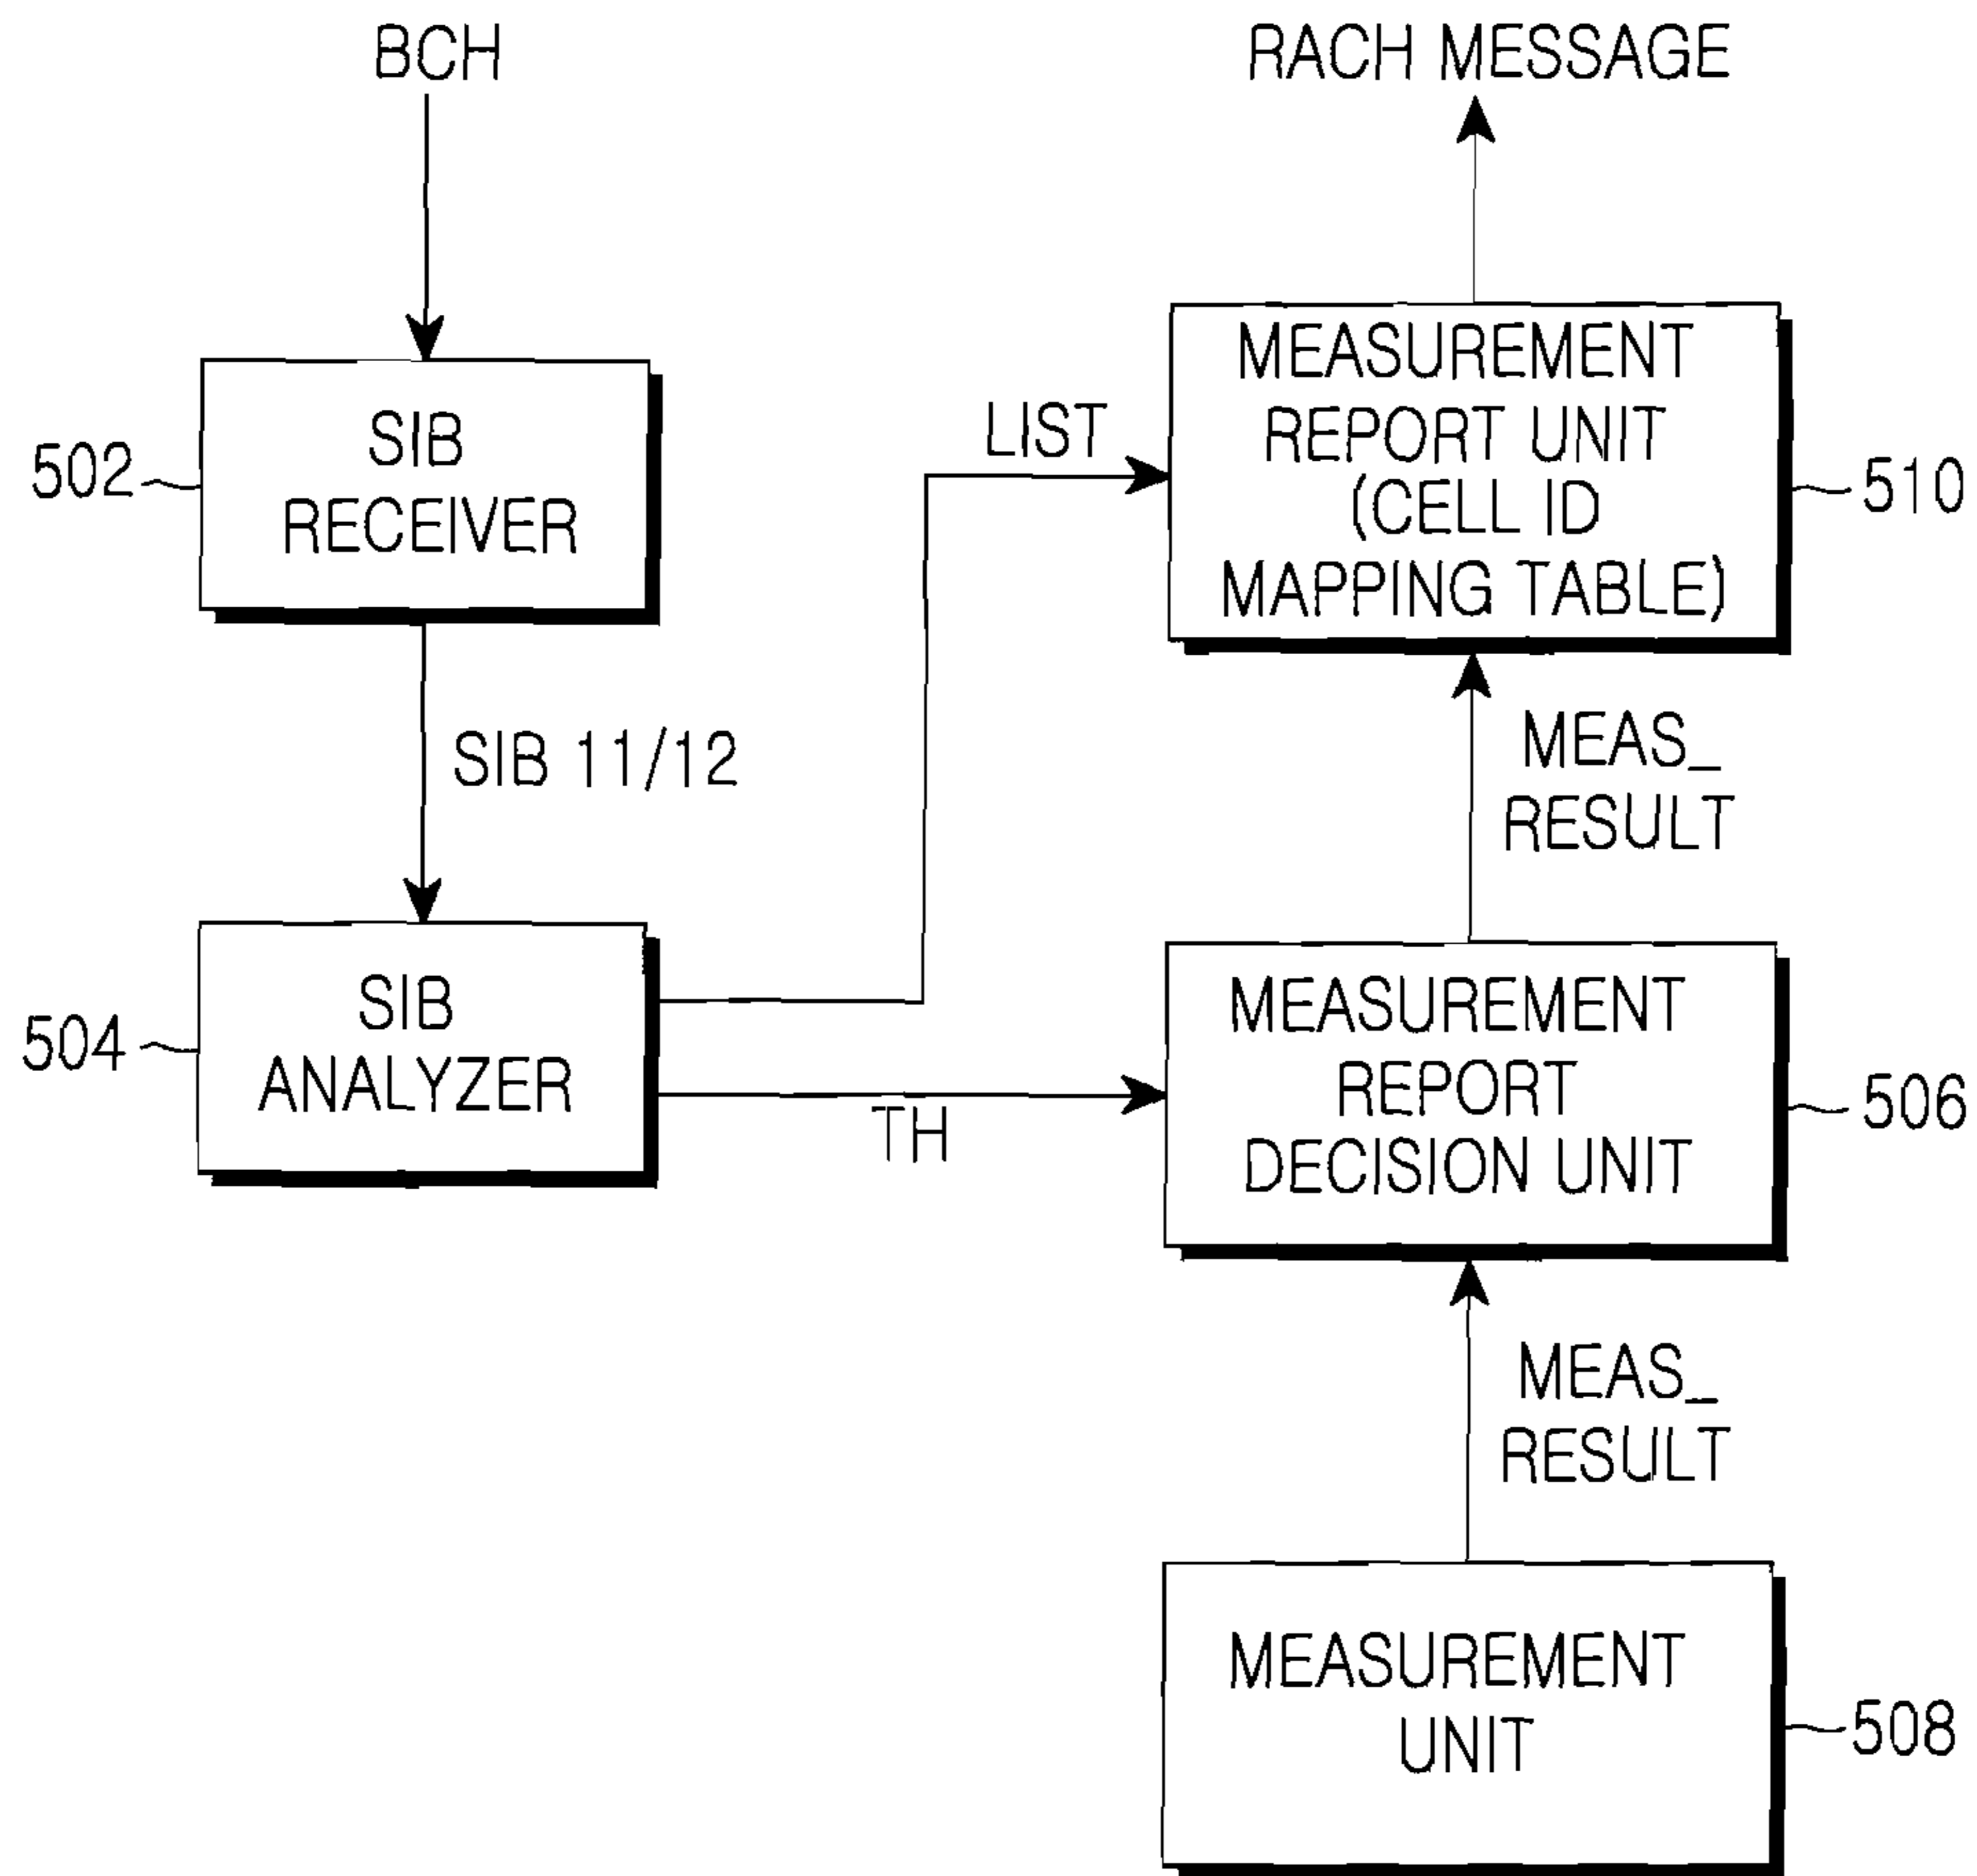 BCH
RACH MESSAGE
502
SIB
RECEIVER
LIST
MEASUREMENT
REPORT UNIT
(CELL ID
MAPPING TABLE)
510
SIB 11/12
MEAS_
RESULT
504
SIB
ANALYZER
TH
MEASUREMENT
REPORT
DECISION UNIT
506
MEAS_
RESULT
MEASUREMENT
UNIT
508